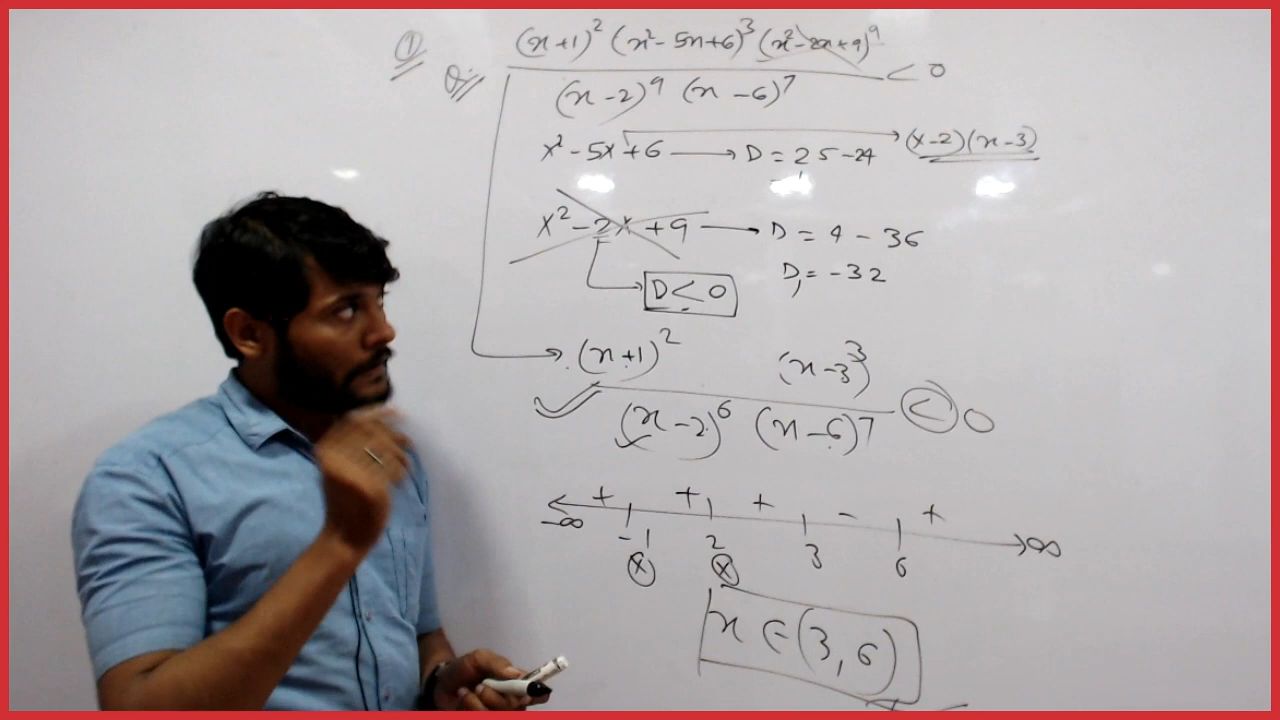 ① (x+1)² (x²-5x+6)³ (x²-2x+9)⁹
< 0
(x-2)⁹ (x-6)⁷
x²-5x+6 → D = 25-24 → (x-2)(x-3)
x²-2x+9 → D = 4 - 36
D = -32
D < 0
(x+1)² (x-3)³
< 0
(x-2)⁶ (x-6)⁷
+ + + - +
-∞ -1 2 3 6 ∞
x x
x ∈ (3, 6)